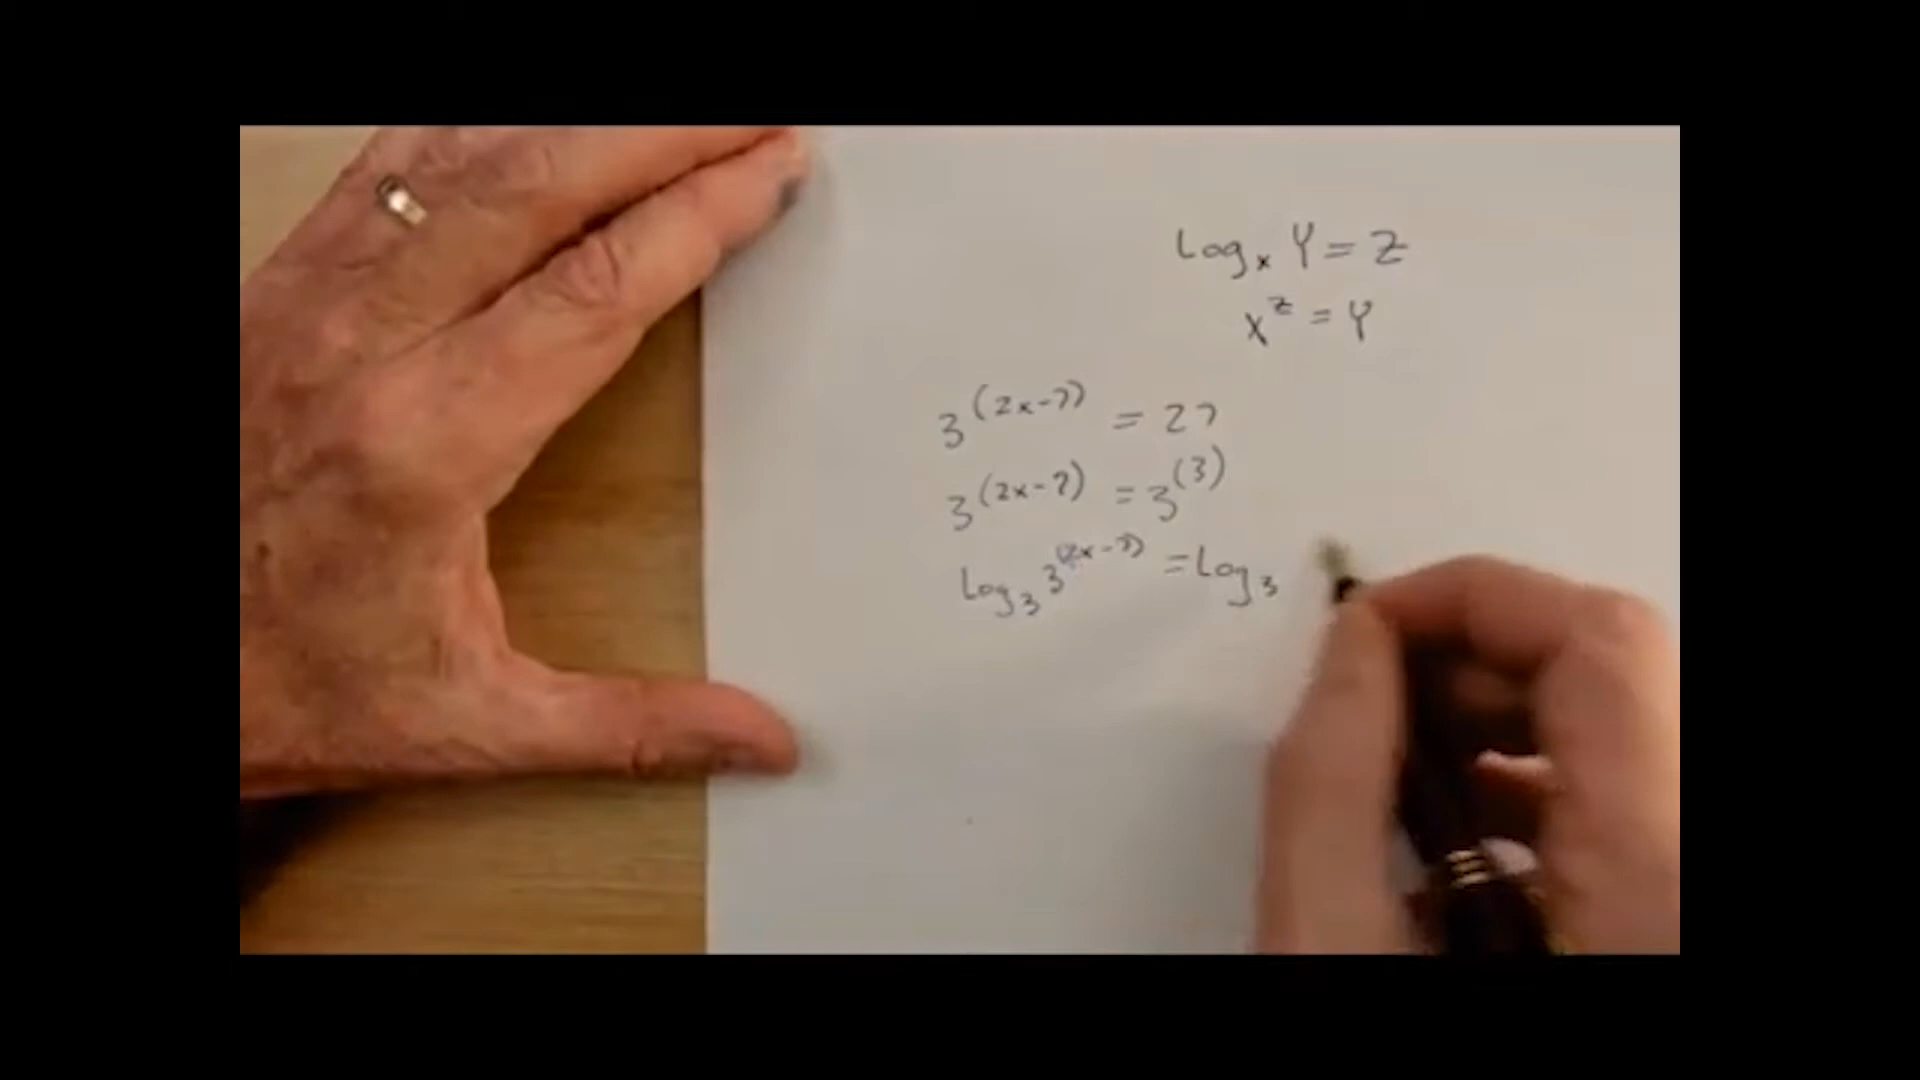 log_x Y = Z
x^z = Y
3^(2x-7) = 27
3^(2x-7) = 3^(3)
log_3 3^(2x-7) = log_3